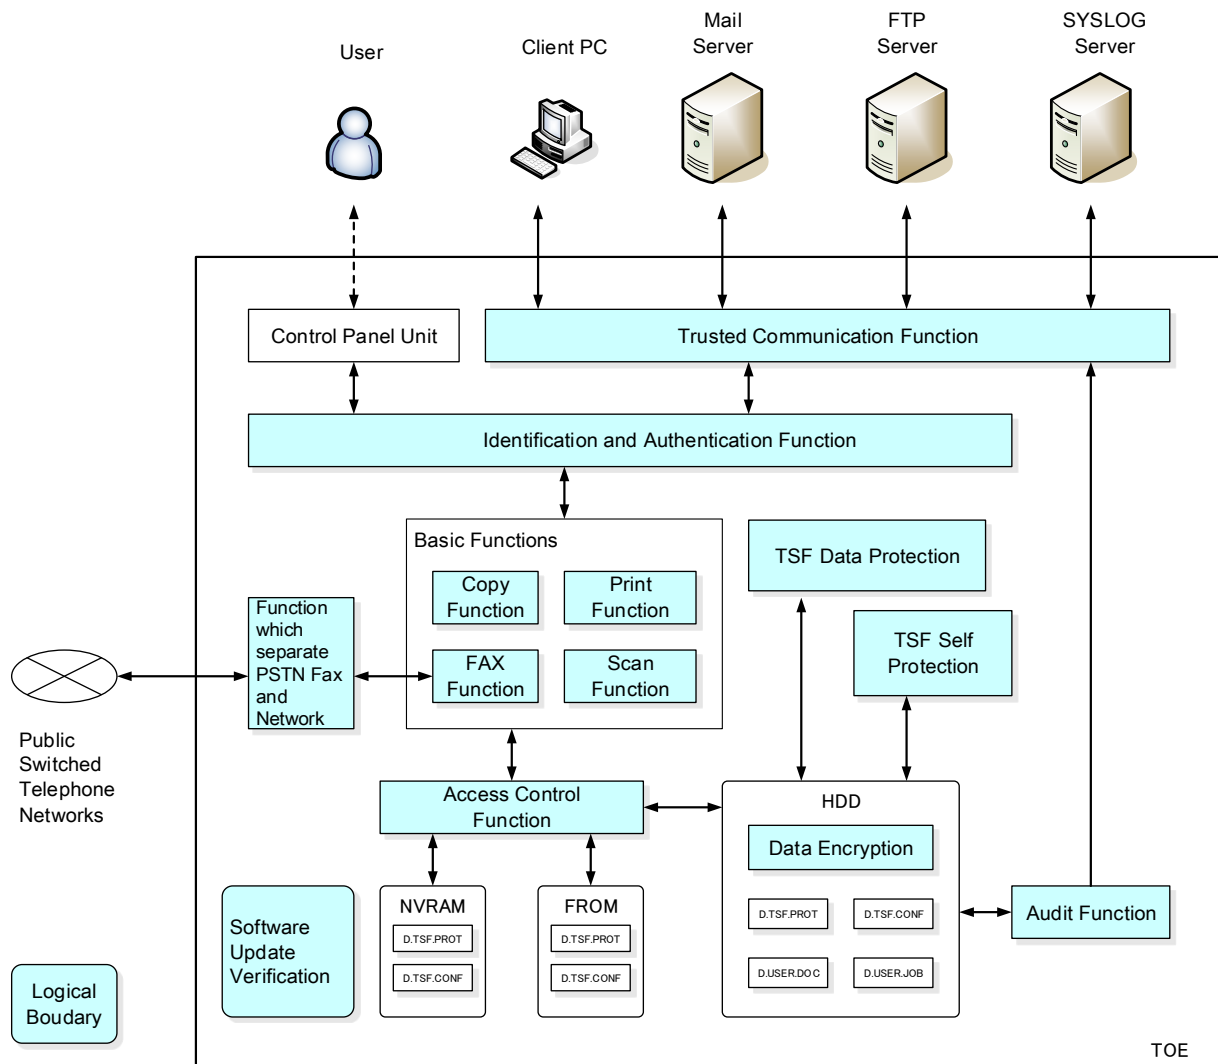 User
Client PC
Mail
Server
FTP
Server
SYSLOG
Server
Control Panel Unit
Trusted Communication Function
Identification and Authentication Function
Basic Functions
Copy
Function
Print
Function
FAX
Function
Scan
Function
TSF Data Protection
TSF Self
Protection
Function
which
separate
PSTN Fax
and
Network
Public
Switched
Telephone
Networks
Access Control
Function
HDD
Data Encryption
D.TSF.PROT
D.TSF.CONF
D.USER.DOC
D.USER.JOB
Audit Function
NVRAM
D.TSF.PROT
D.TSF.CONF
FROM
D.TSF.PROT
D.TSF.CONF
Software
Update
Verification
Logical
Boudary
TOE